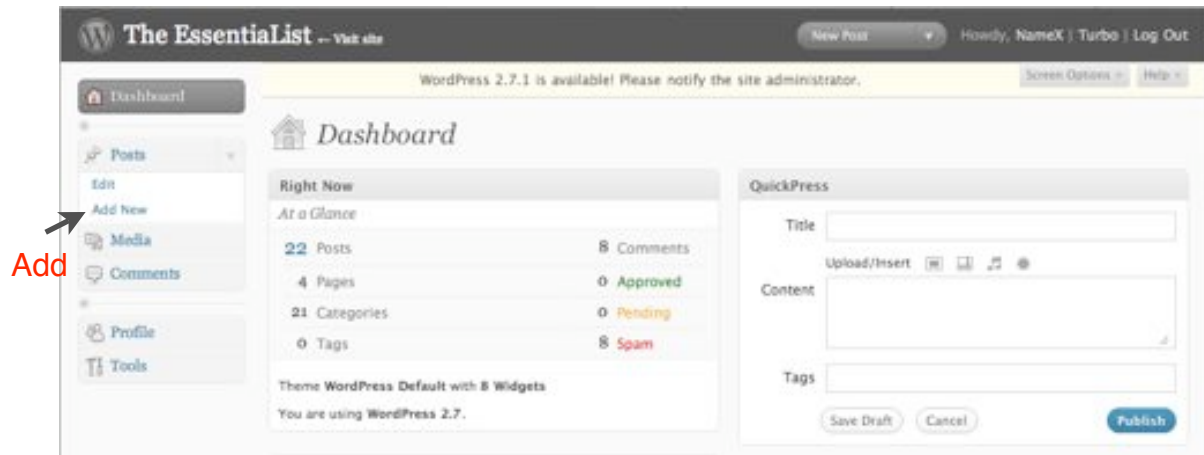 The EssentiaList ← Visit site
New Post
Howdy, NameX | Turbo | Log Out
WordPress 2.7.1 is available! Please notify the site administrator.
Screen Options
Help
Dashboard
Posts
Edit
Add New
Add
Media
Comments
Profile
Tools
Dashboard
Right Now
At a Glance
22 Posts 8 Comments
4 Pages 0 Approved
21 Categories 0 Pending
0 Tags 8 Spam
Theme WordPress Default with 8 Widgets
You are using WordPress 2.7.
QuickPress
Title
Upload/Insert
Content
Tags
Save Draft Cancel Publish